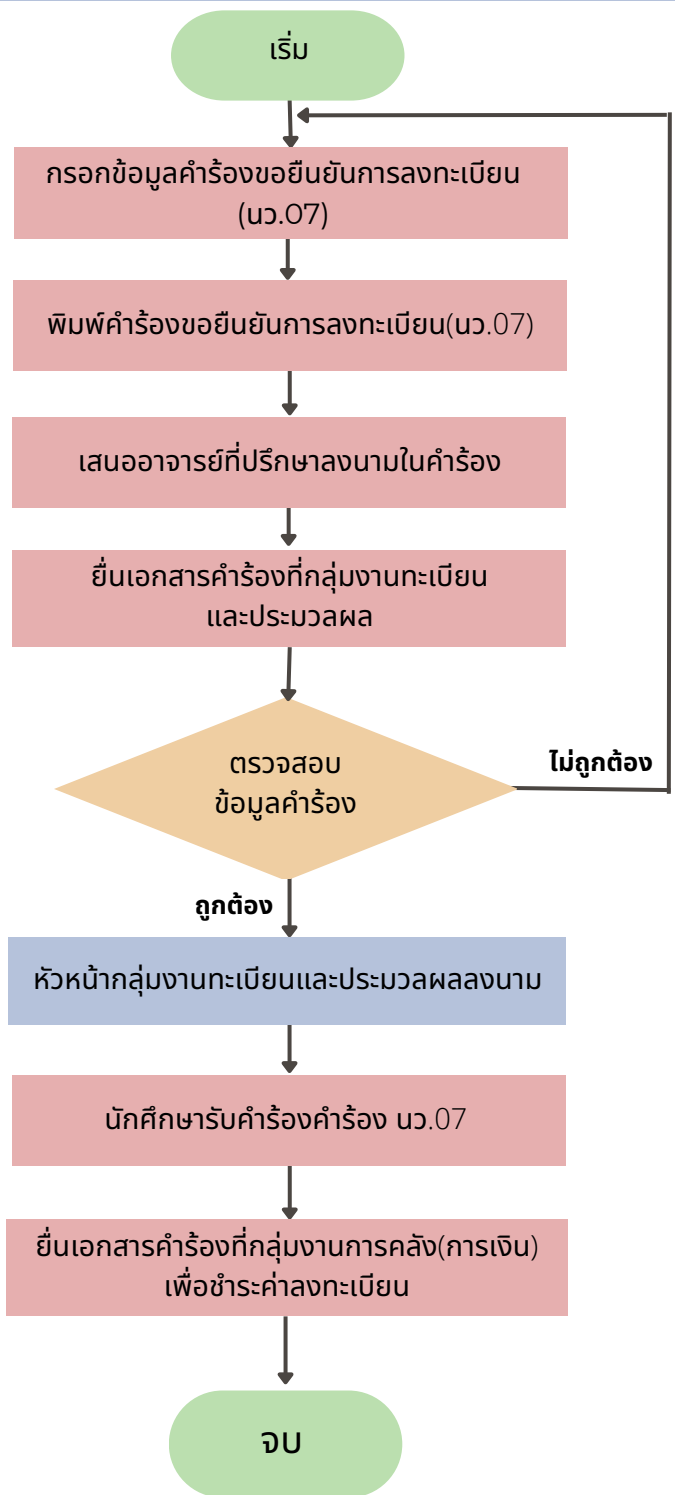 เริ่ม
กรอกข้อมูลคำร้องขอยืนยันการลงทะเบียน
(นว.07)
พิมพ์คำร้องขอยืนยันการลงทะเบียน(นว.07)
เสนออาจารย์ที่ปรึกษาลงนามในคำร้อง
ยื่นเอกสารคำร้องที่กลุ่มงานทะเบียน
และประมวลผล
ตรวจสอบ
ข้อมูลคำร้อง
ไม่ถูกต้อง
ถูกต้อง
หัวหน้ากลุ่มงานทะเบียนและประมวลผลลงนาม
นักศึกษารับคำร้องคำร้อง นว.07
ยื่นเอกสารคำร้องที่กลุ่มงานการคลัง(การเงิน)
เพื่อชำระค่าลงทะเบียน
จบ